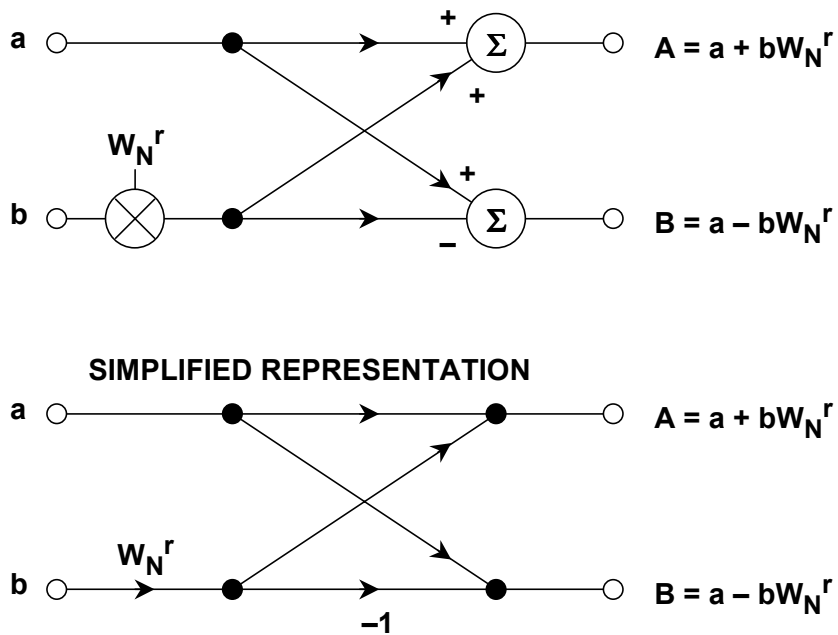 a
+
Σ
A = a + bW_N^r
+
W_N^r
+
b
Σ
B = a – bW_N^r
–
SIMPLIFIED REPRESENTATION
a
A = a + bW_N^r
W_N^r
b
B = a – bW_N^r
–1